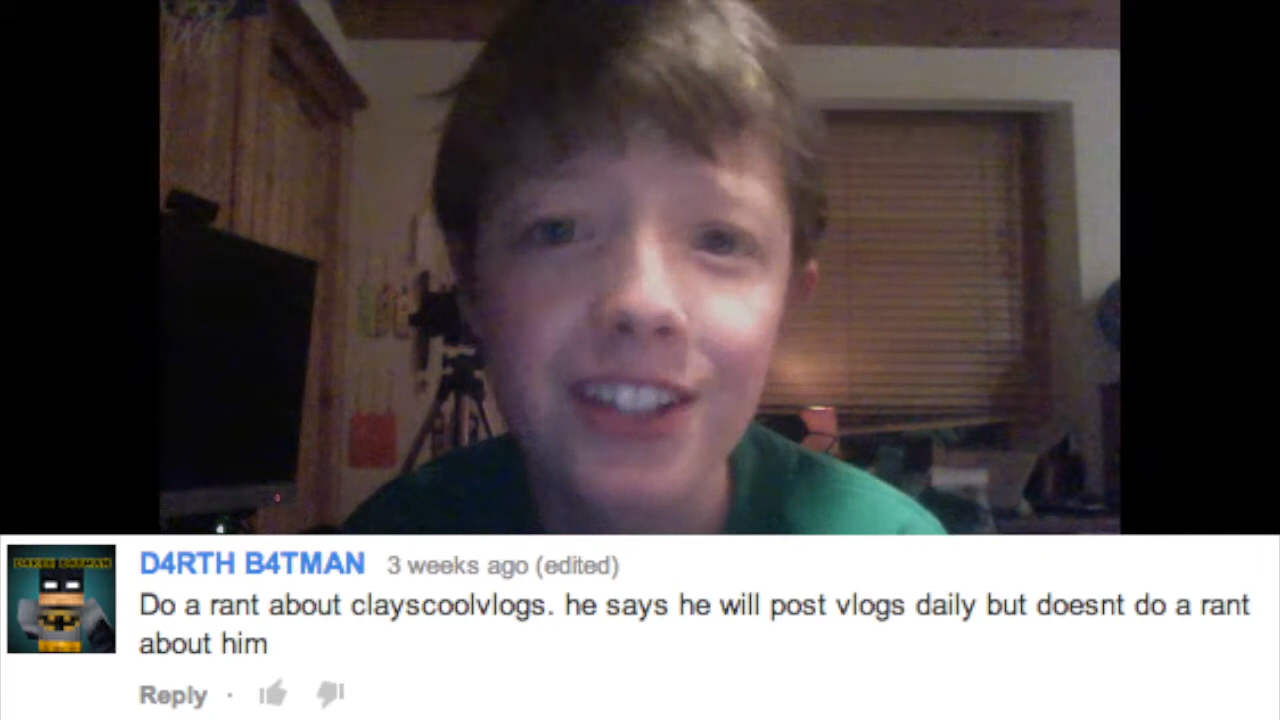 D4RTH B4TMAN 3 weeks ago (edited)
Do a rant about clayscoolvlogs. he says he will post vlogs daily but doesnt do a rant
about him
Reply ·